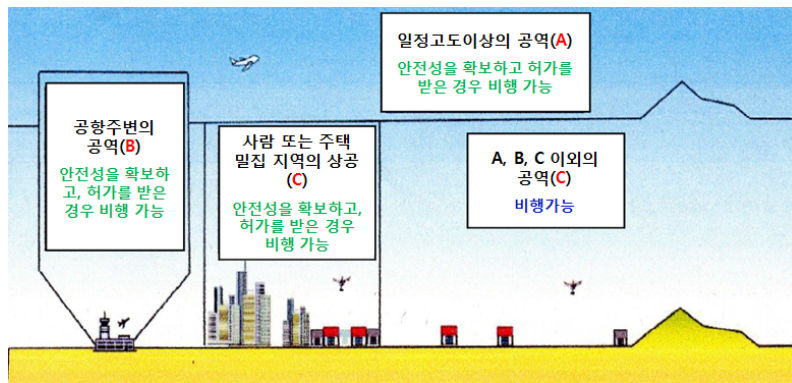 일정고도이상의 공역(A)
안전성을 확보하고 허가를
받은 경우 비행 가능
공항주변의
공역(B)
안전성을 확보하
고, 허가를 받은
경우 비행 가능
사람 또는 주택
밀집 지역의 상공
(C)
안전성을 확보하고,
허가를 받은 경우
비행 가능
A, B, C 이외의
공역(C)
비행가능